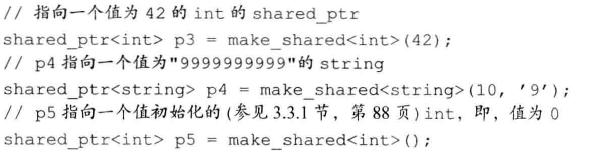 // 指向一个值为 42 的 int 的 shared_ptr
shared_ptr<int> p3 = make_shared<int>(42);
// p4 指向一个值为"9999999999"的 string
shared_ptr<string> p4 = make_shared<string>(10, '9');
// p5 指向一个值初始化的(参见 3.3.1 节，第 88 页)int，即，值为 0
shared_ptr<int> p5 = make_shared<int>();